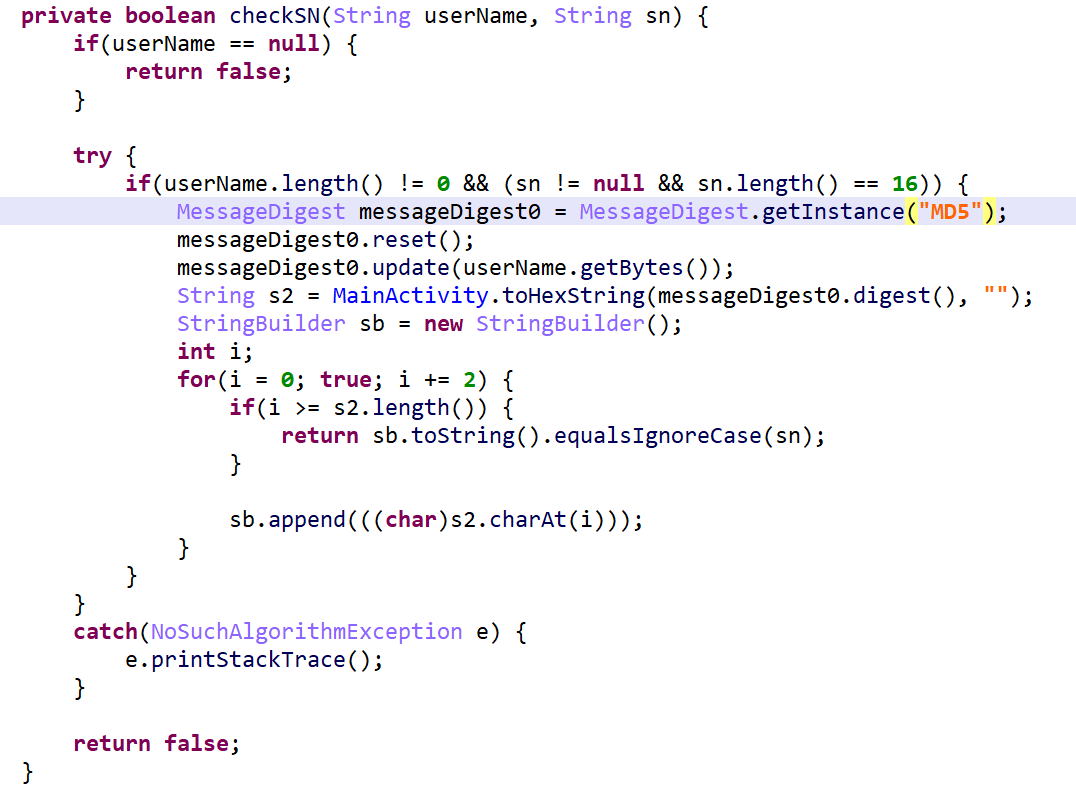 private boolean checkSN(String userName, String sn) {
    if(userName == null) {
        return false;
    }

    try {
        if(userName.length() != 0 && (sn != null && sn.length() == 16)) {
            MessageDigest messageDigest0 = MessageDigest.getInstance("MD5");
            messageDigest0.reset();
            messageDigest0.update(userName.getBytes());
            String s2 = MainActivity.toHexString(messageDigest0.digest(), "");
            StringBuilder sb = new StringBuilder();
            int i;
            for(i = 0; true; i += 2) {
                if(i >= s2.length()) {
                    return sb.toString().equalsIgnoreCase(sn);
                }

                sb.append(((char)s2.charAt(i)));
            }
        }
    }
    catch(NoSuchAlgorithmException e) {
        e.printStackTrace();
    }

    return false;
}